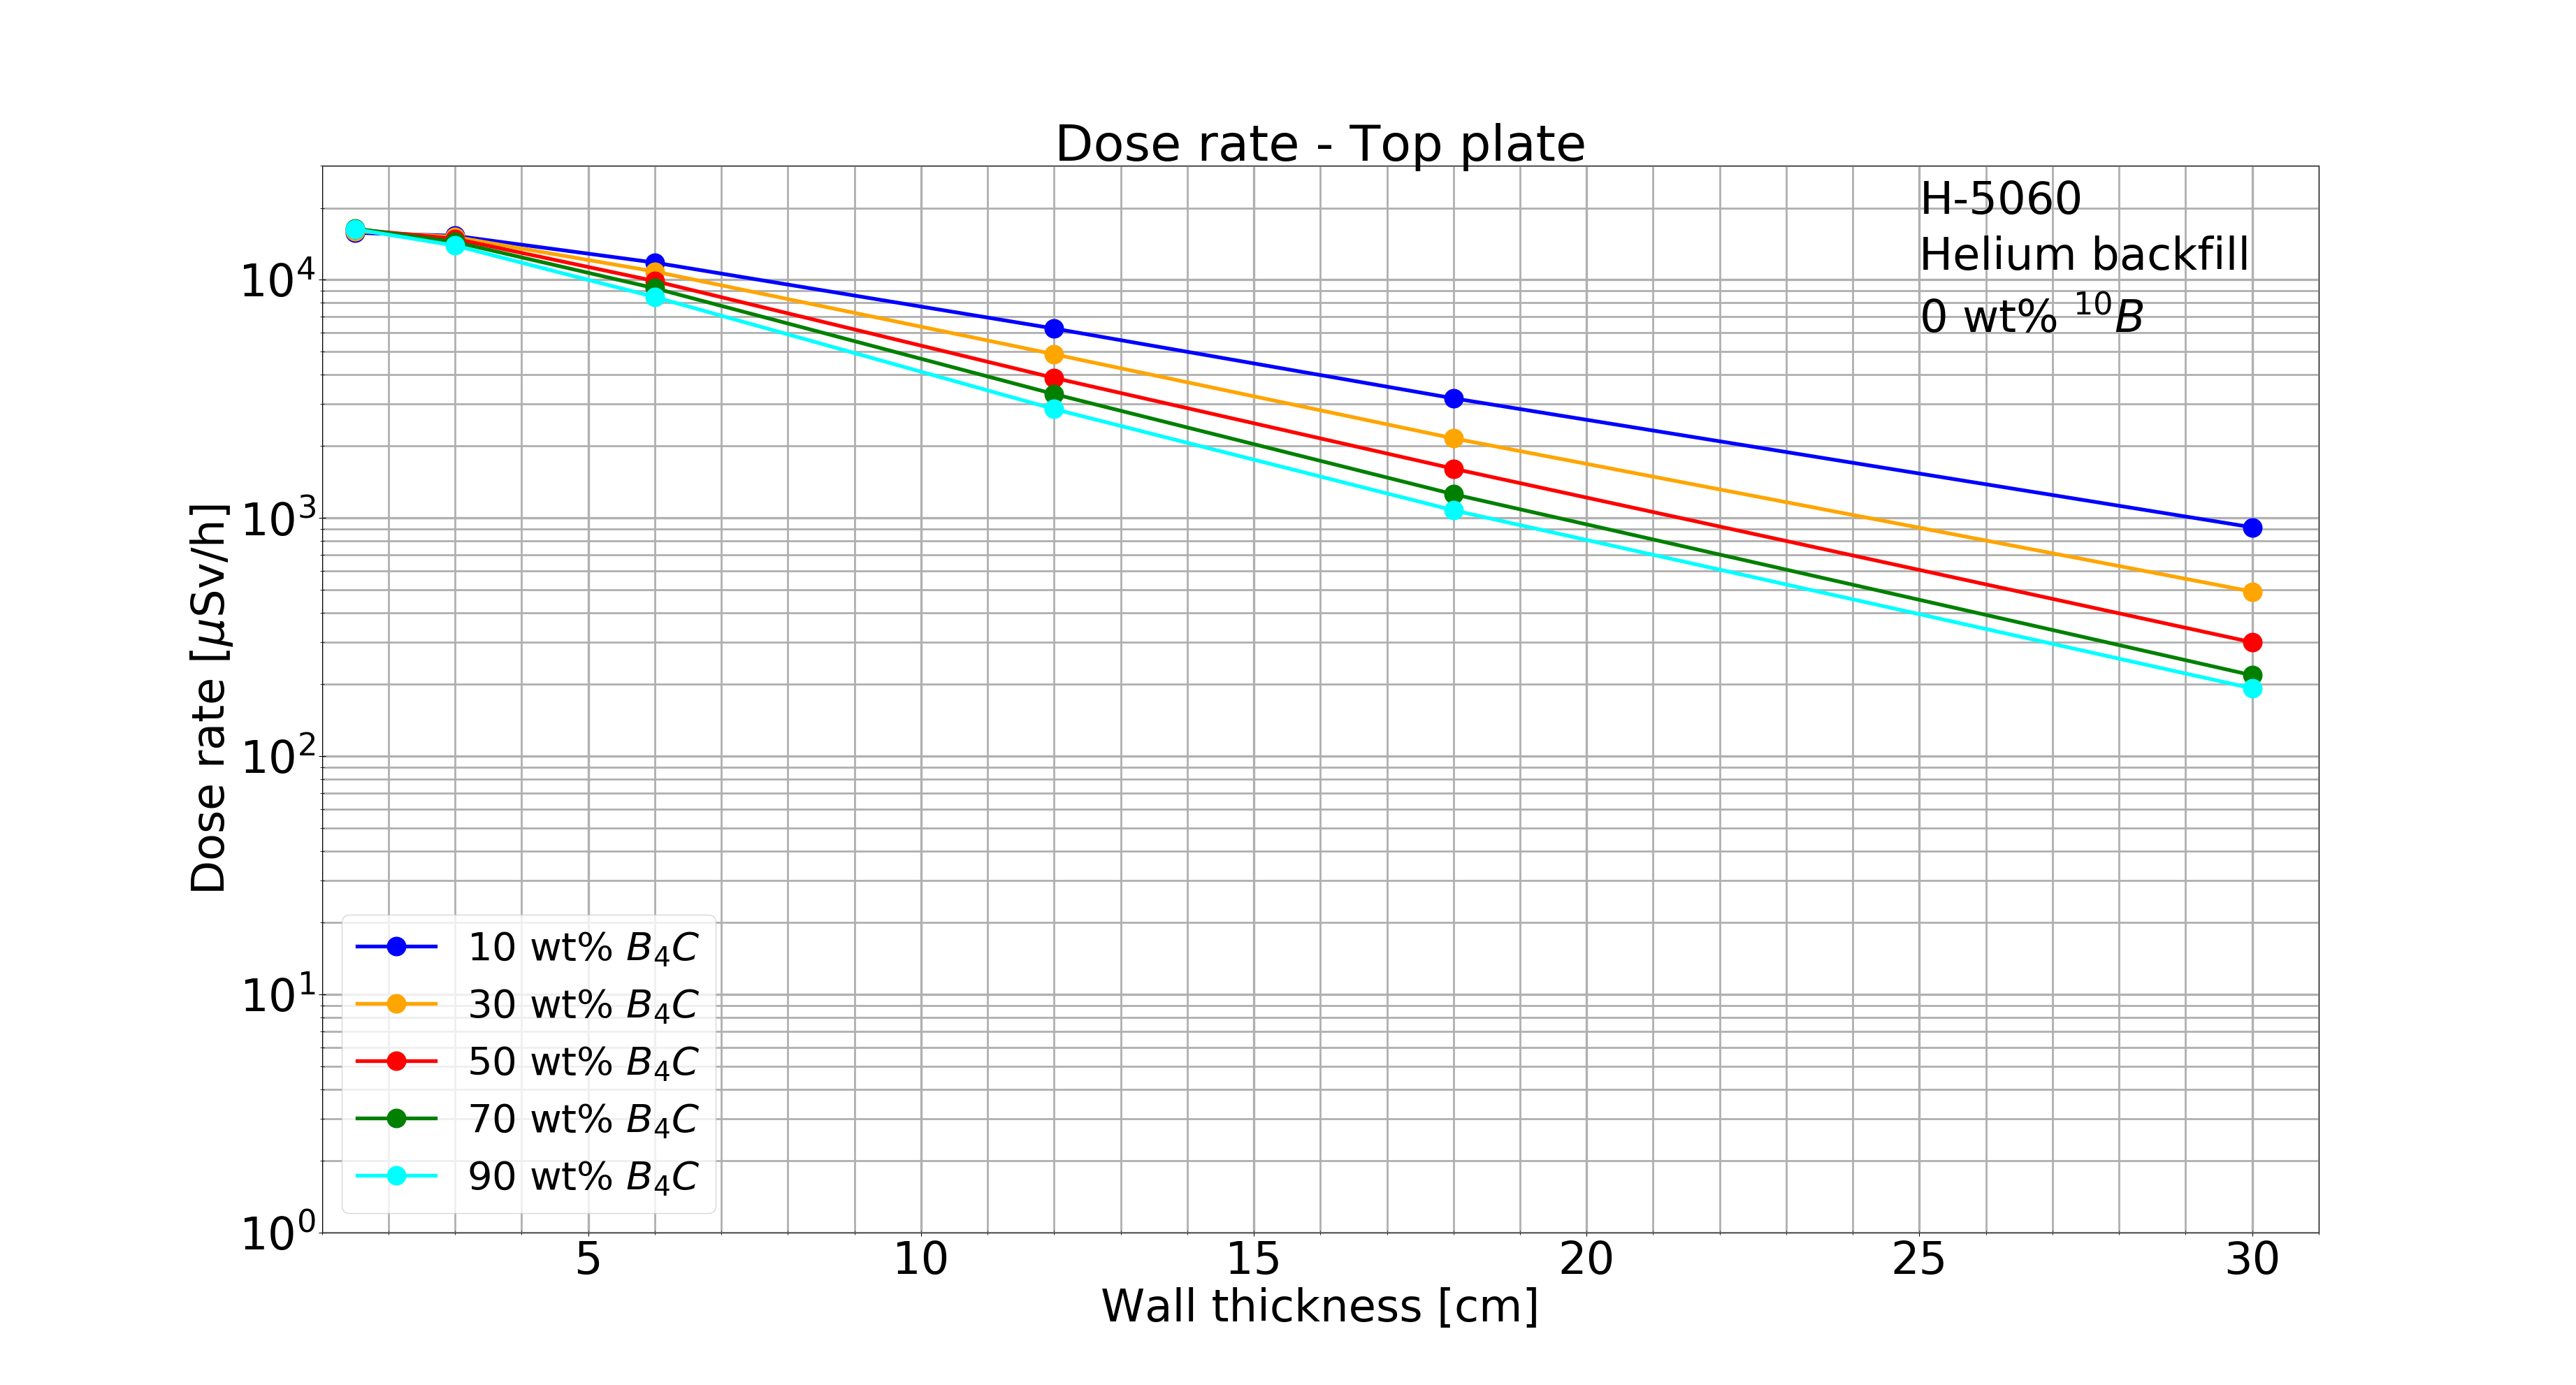 Dose rate - Top plate
H-5060
Helium backfill
0 wt% ¹⁰B
Dose rate [μSv/h]
10⁴
10³
10²
10¹
10⁰
10 wt% B₄C
30 wt% B₄C
50 wt% B₄C
70 wt% B₄C
90 wt% B₄C
5 10 15 20 25 30
Wall thickness [cm]